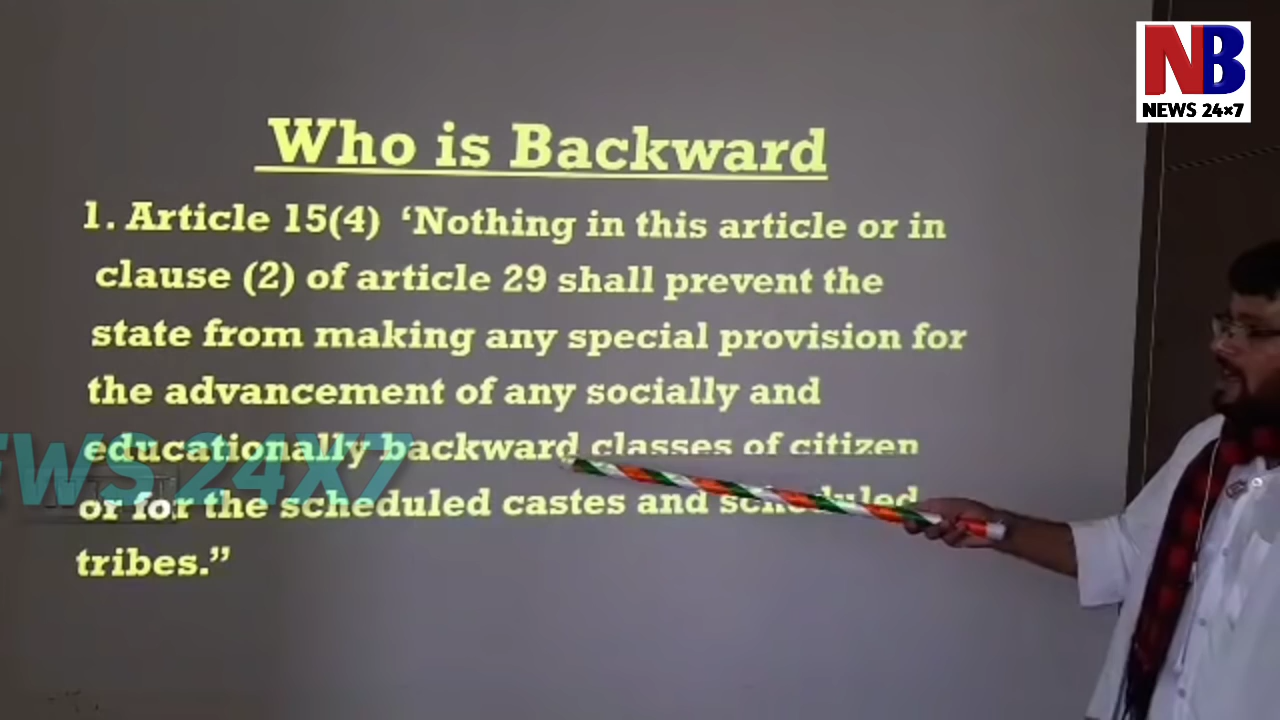 NB
NEWS 24×7
Who is Backward
1. Article 15(4) ‘Nothing in this article or in
clause (2) of article 29 shall prevent the
state from making any special provision for
the advancement of any socially and
educationally backward classes of citizen
or for the scheduled castes and scheduled
tribes.”
EWS 24X7